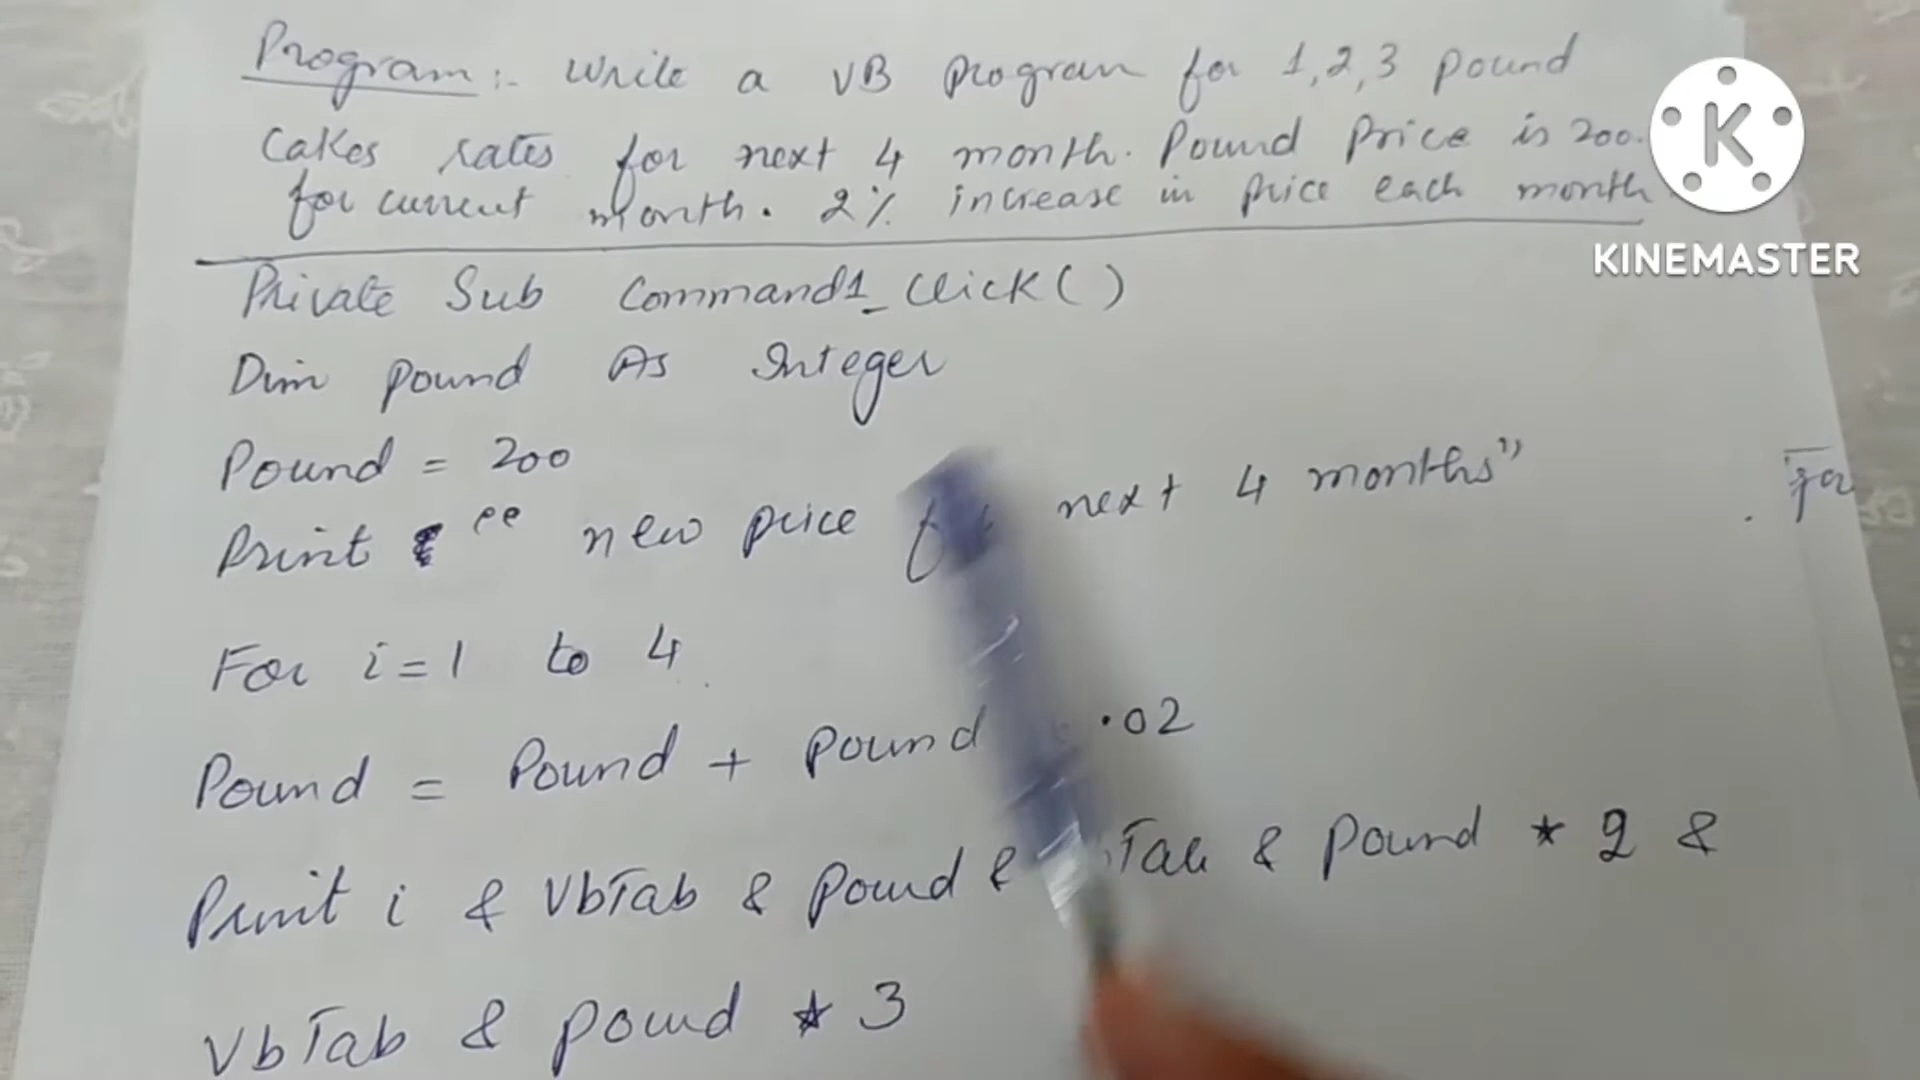 Program :- Write a VB program for 1,2,3 pound
Cakes rates for next 4 month. Pound Price is 200.
for current month. 2% increase in price each month
KINEMASTER
Private Sub Command1_Click()
Dim pound As Integer
Pound = 200
Print " new price next 4 months"
For i=1 to 4
Pound = Pound + pound .02
Print i & VbTab & pound & Tab & pound * 2 &
VbTab & pound * 3